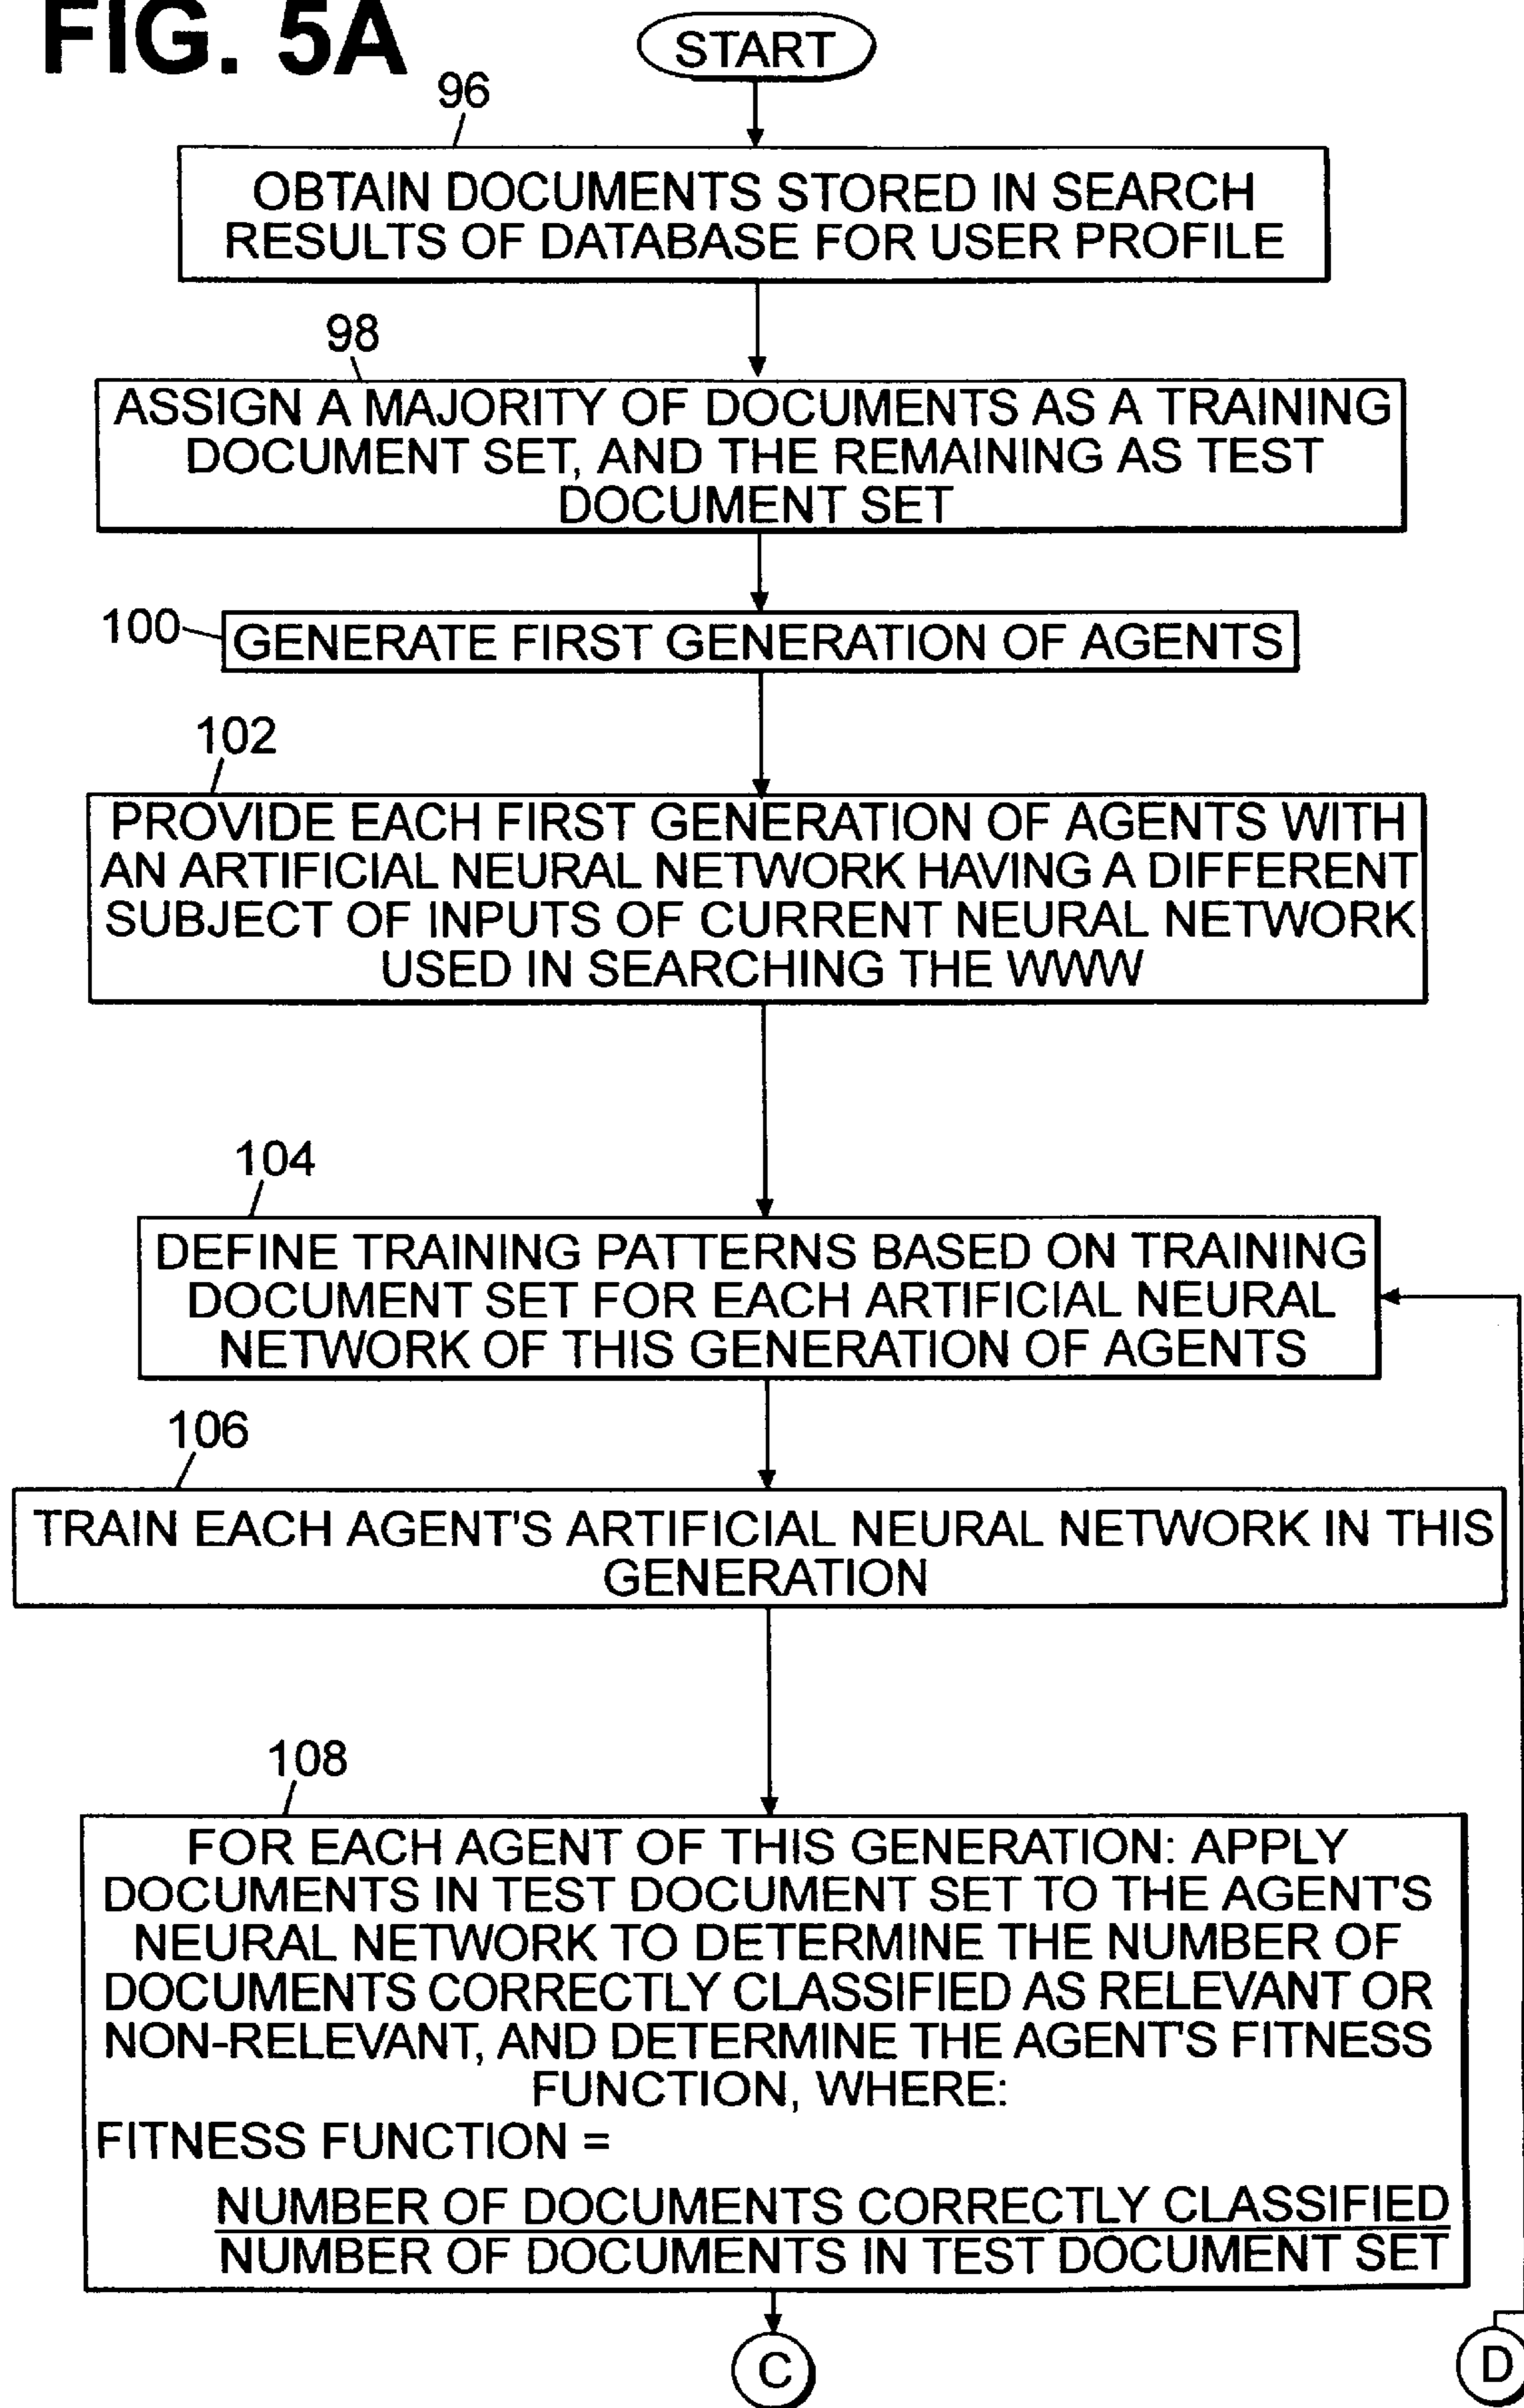 FIG. 5A
START
96
OBTAIN DOCUMENTS STORED IN SEARCH
RESULTS OF DATABASE FOR USER PROFILE
98
ASSIGN A MAJORITY OF DOCUMENTS AS A TRAINING
DOCUMENT SET, AND THE REMAINING AS TEST
DOCUMENT SET
100
GENERATE FIRST GENERATION OF AGENTS
102
PROVIDE EACH FIRST GENERATION OF AGENTS WITH
AN ARTIFICIAL NEURAL NETWORK HAVING A DIFFERENT
SUBJECT OF INPUTS OF CURRENT NEURAL NETWORK
USED IN SEARCHING THE WWW
104
DEFINE TRAINING PATTERNS BASED ON TRAINING
DOCUMENT SET FOR EACH ARTIFICIAL NEURAL
NETWORK OF THIS GENERATION OF AGENTS
106
TRAIN EACH AGENT'S ARTIFICIAL NEURAL NETWORK IN THIS
GENERATION
108
FOR EACH AGENT OF THIS GENERATION: APPLY
DOCUMENTS IN TEST DOCUMENT SET TO THE AGENT'S
NEURAL NETWORK TO DETERMINE THE NUMBER OF
DOCUMENTS CORRECTLY CLASSIFIED AS RELEVANT OR
NON-RELEVANT, AND DETERMINE THE AGENT'S FITNESS
FUNCTION, WHERE:
FITNESS FUNCTION =
NUMBER OF DOCUMENTS CORRECTLY CLASSIFIED
NUMBER OF DOCUMENTS IN TEST DOCUMENT SET
C
D